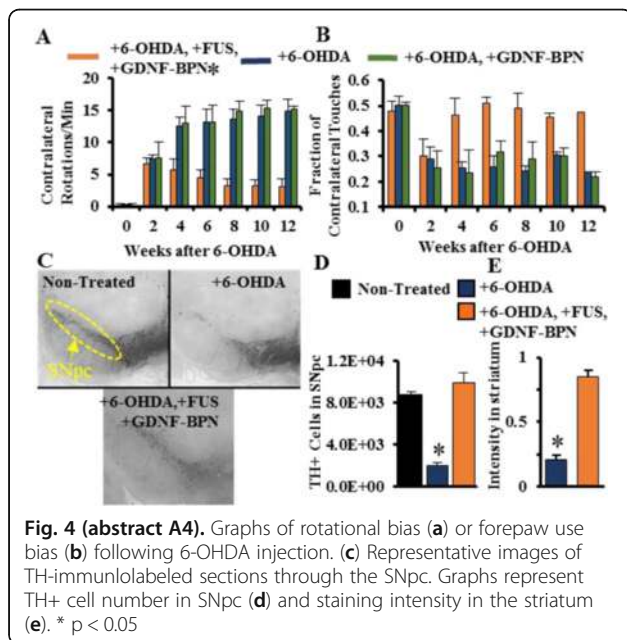 A
+6-OHDA, +FUS, +GDNF-BPN*
+6-OHDA
B
+6-OHDA, +GDNF-BPN
Contralateral Rotations/Min
20
15
10
5
0
0 2 4 6 8 10 12
Weeks after 6-OHDA
Fraction of Contralateral Touches
0.6
0.5
0.4
0.3
0.2
0.1
0 2 4 6 8 10 12
Weeks after 6-OHDA
C
Non-Treated
SNpc
+6-OHDA
+6-OHDA,+FUS
+GDNF-BPN
D
E
Non-Treated
+6-OHDA
+6-OHDA, +FUS,
+GDNF-BPN
TH+ Cells in SNpc
1.2E+04
8.0E+03
4.0E+03
0.0E+00
*
Intensity in striatum
1
0.5
0
*
Fig. 4 (abstract A4). Graphs of rotational bias (a) or forepaw use
bias (b) following 6-OHDA injection. (c) Representative images of
TH-immunlolabeled sections through the SNpc. Graphs represent
TH+ cell number in SNpc (d) and staining intensity in the striatum
(e). * p < 0.05